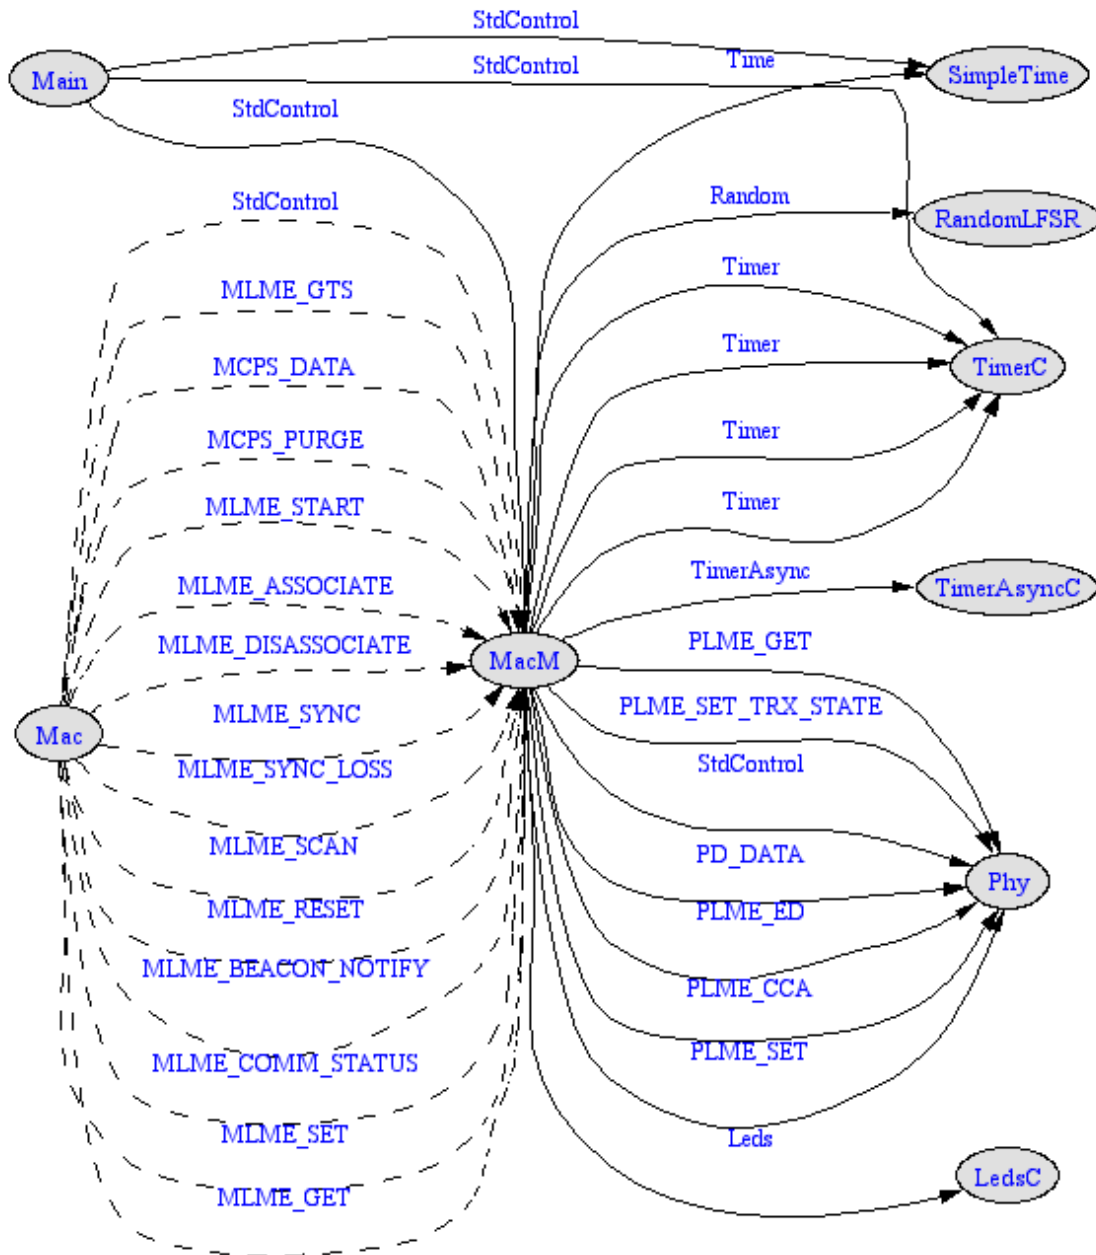 StdControl
Time
StdControl
Main
SimpleTime
StdControl
StdControl
Random
RandomLFSR
Timer
MLME_GTS
Timer
MCPS_DATA
TimerC
MCPS_PURGE
Timer
MLME_START
Timer
TimerAsync
MLME_ASSOCIATE
TimerAsyncC
MLME_DISASSOCIATE
PLME_GET
MacM
PLME_SET_TRX_STATE
MLME_SYNC
Mac
StdControl
MLME_SYNC_LOSS
MLME_SCAN
PD_DATA
Phy
MLME_RESET
PLME_ED
MLME_BEACON_NOTIFY
PLME_CCA
PLME_SET
MLME_COMM_STATUS
MLME_SET
Leds
LedsC
MLME_GET